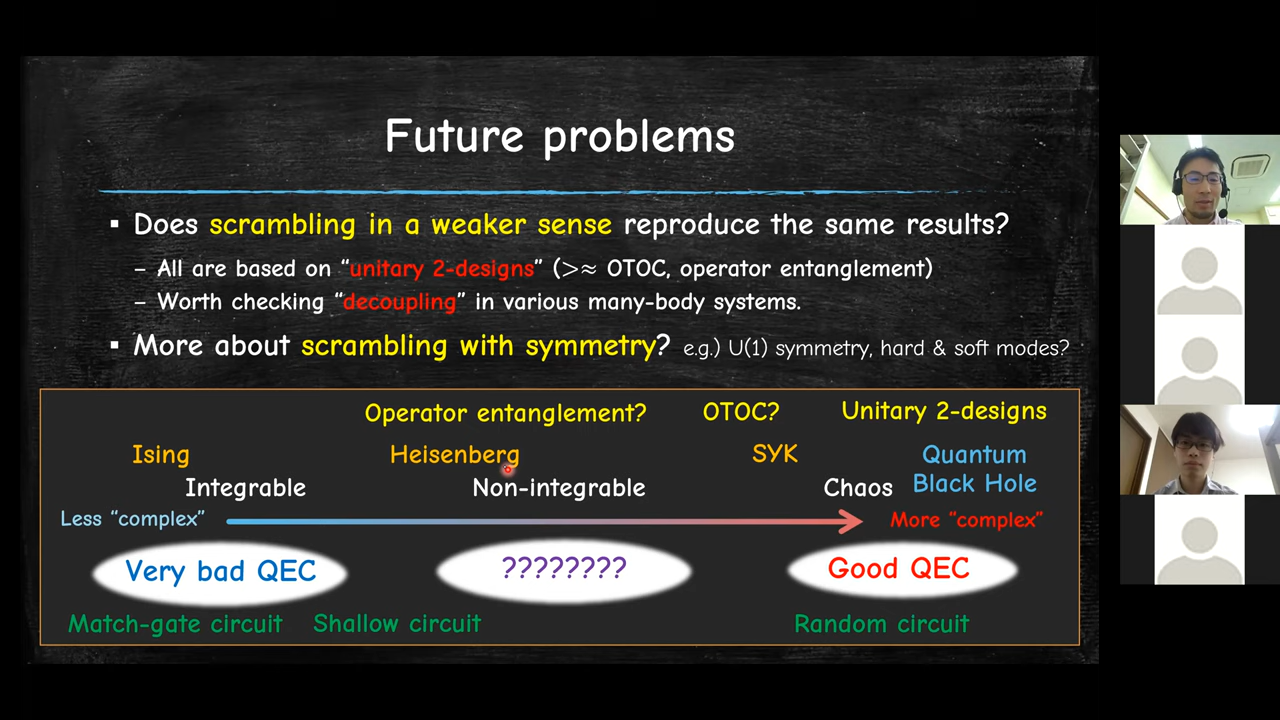 Future problems
▪ Does scrambling in a weaker sense reproduce the same results?
– All are based on “unitary 2-designs” (>≈ OTOC, operator entanglement)
– Worth checking “decoupling” in various many-body systems.
▪ More about scrambling with symmetry? e.g.) U(1) symmetry, hard & soft modes?
Operator entanglement? OTOC? Unitary 2-designs
Ising Heisenberg SYK Quantum
Integrable Non-integrable Chaos Black Hole
Less “complex” More “complex”
Very bad QEC ???????? Good QEC
Match-gate circuit Shallow circuit Random circuit